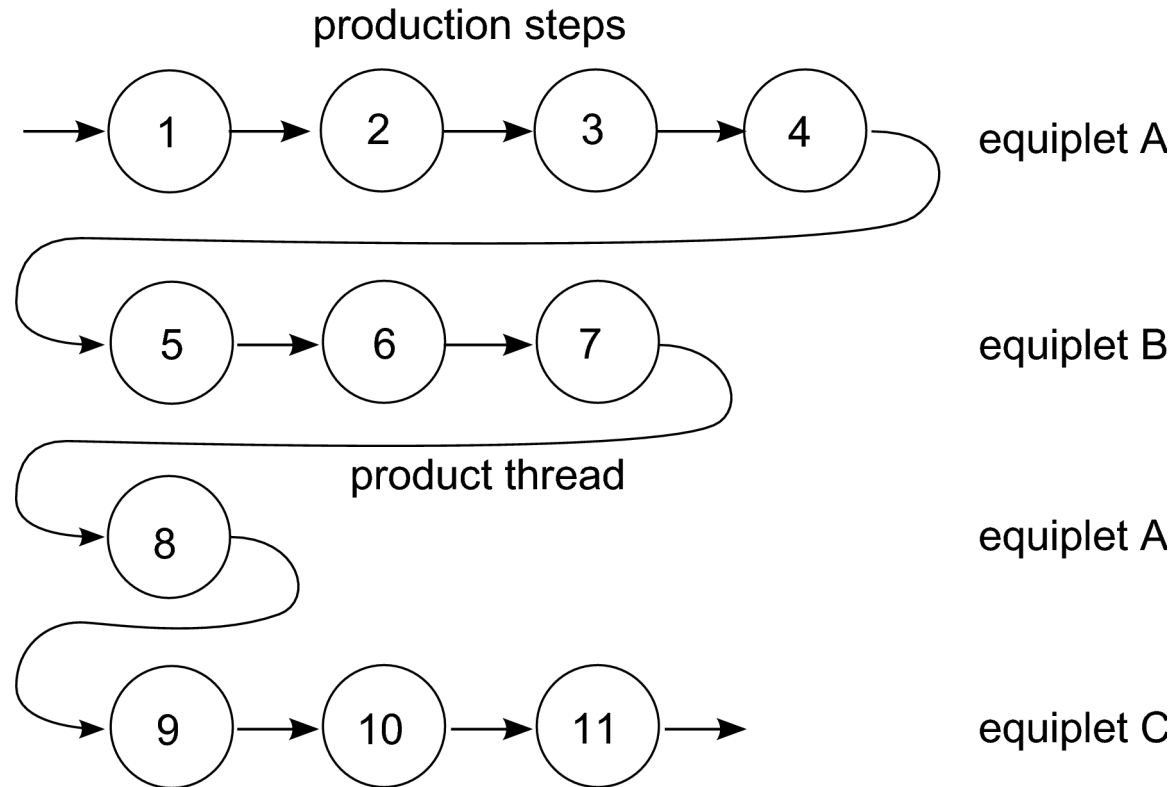 production steps
1 2 3 4 equiplet A
5 6 7 equiplet B
product thread
8 equiplet A
9 10 11 equiplet C